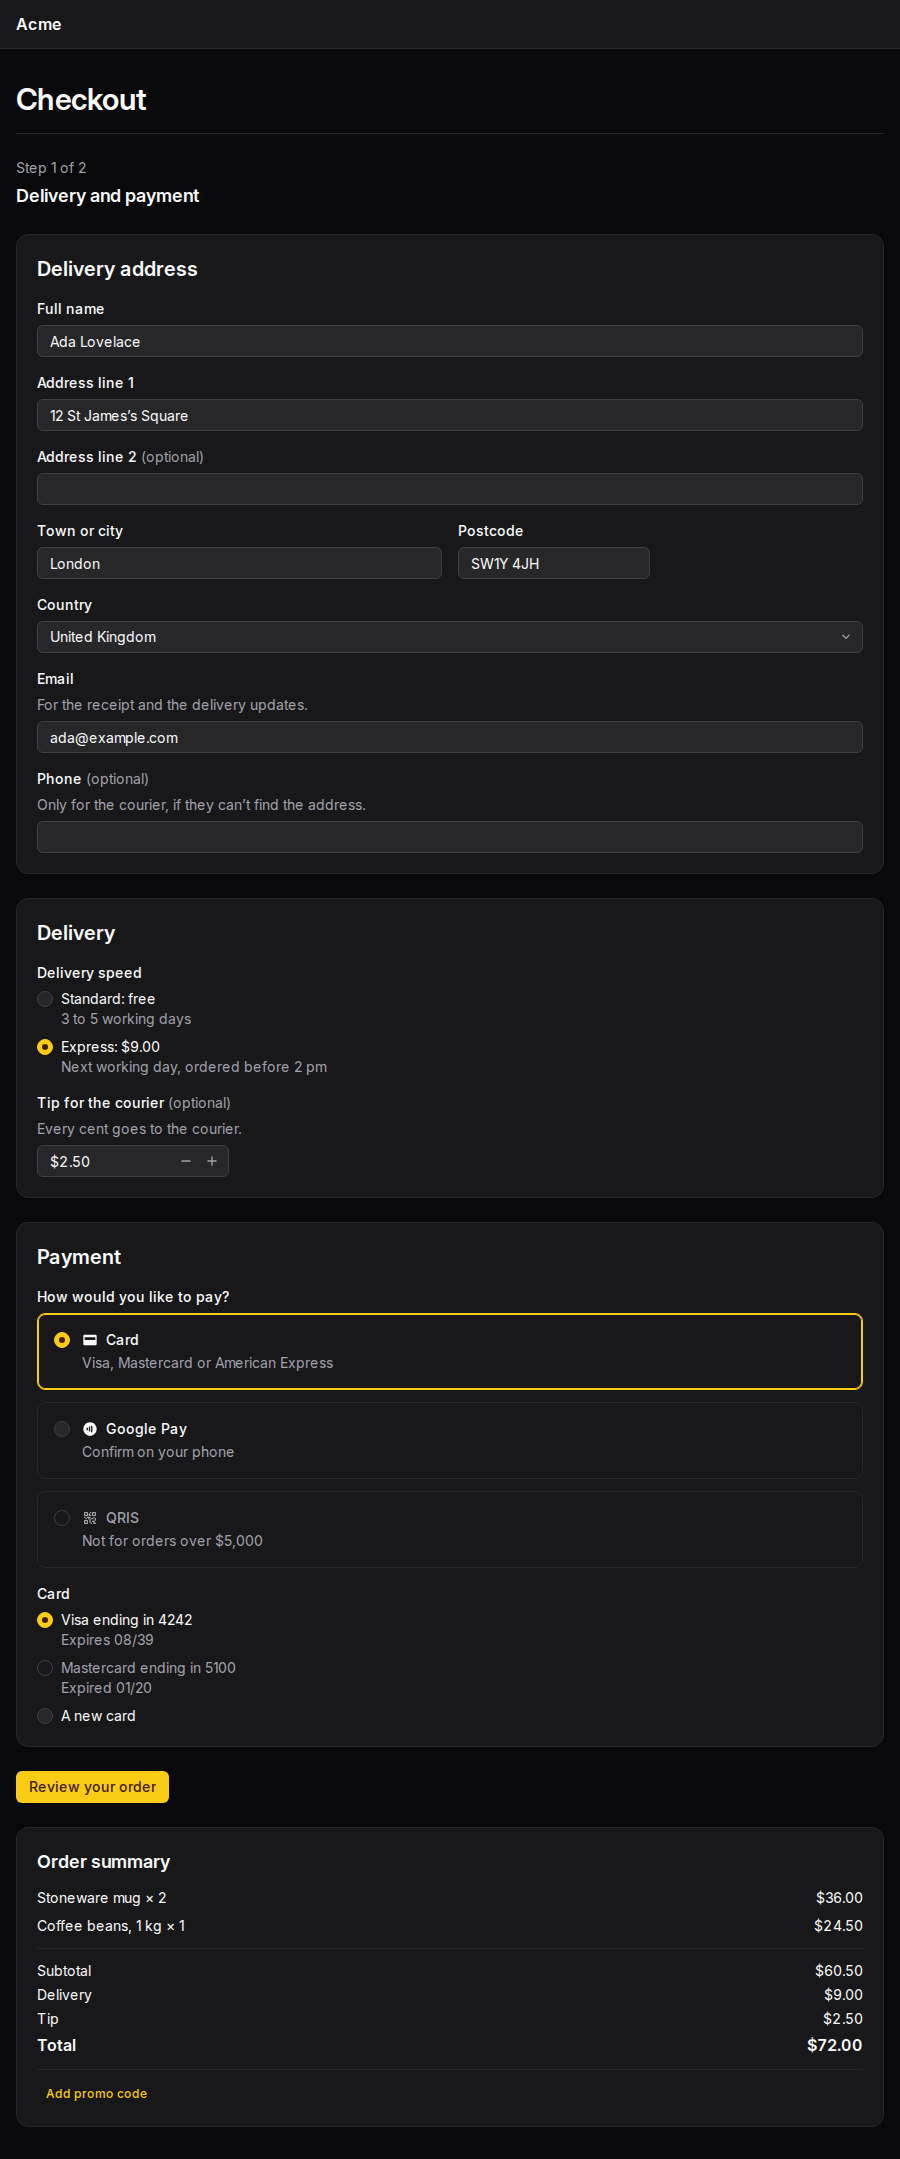 Acme
Checkout
Step 1 of 2
Delivery and payment
Delivery address
Full name
Ada Lovelace
Address line 1
12 St James’s Square
Address line 2 (optional)
Town or city
Postcode
London
SW1Y 4JH
Country
United Kingdom
Email
For the receipt and the delivery updates.
ada@example.com
Phone (optional)
Only for the courier, if they can’t find the address.
Delivery
Delivery speed
Standard: free
3 to 5 working days
Express: $9.00
Next working day, ordered before 2 pm
Tip for the courier (optional)
Every cent goes to the courier.
$2.50
Payment
How would you like to pay?
Card
Visa, Mastercard or American Express
Google Pay
Confirm on your phone
QRIS
Not for orders over $5,000
Card
Visa ending in 4242
Expires 08/39
Mastercard ending in 5100
Expired 01/20
A new card
Review your order
Order summary
Stoneware mug × 2 $36.00
Coffee beans, 1 kg × 1 $24.50
Subtotal $60.50
Delivery $9.00
Tip $2.50
Total $72.00
Add promo code